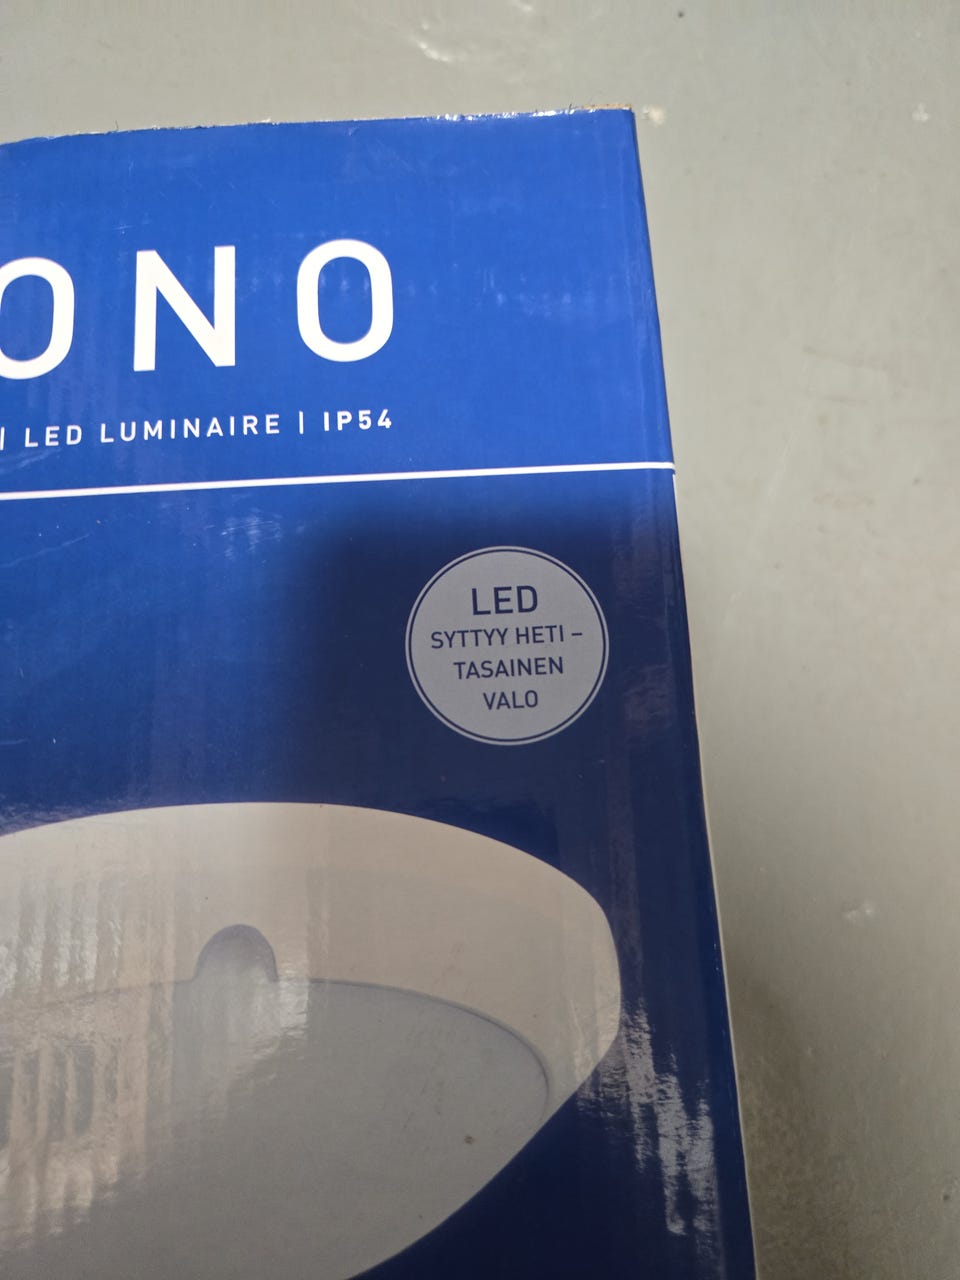 ONO
| LED LUMINAIRE | IP54
LED
SYTTYY HETI –
TASAINEN
VALO